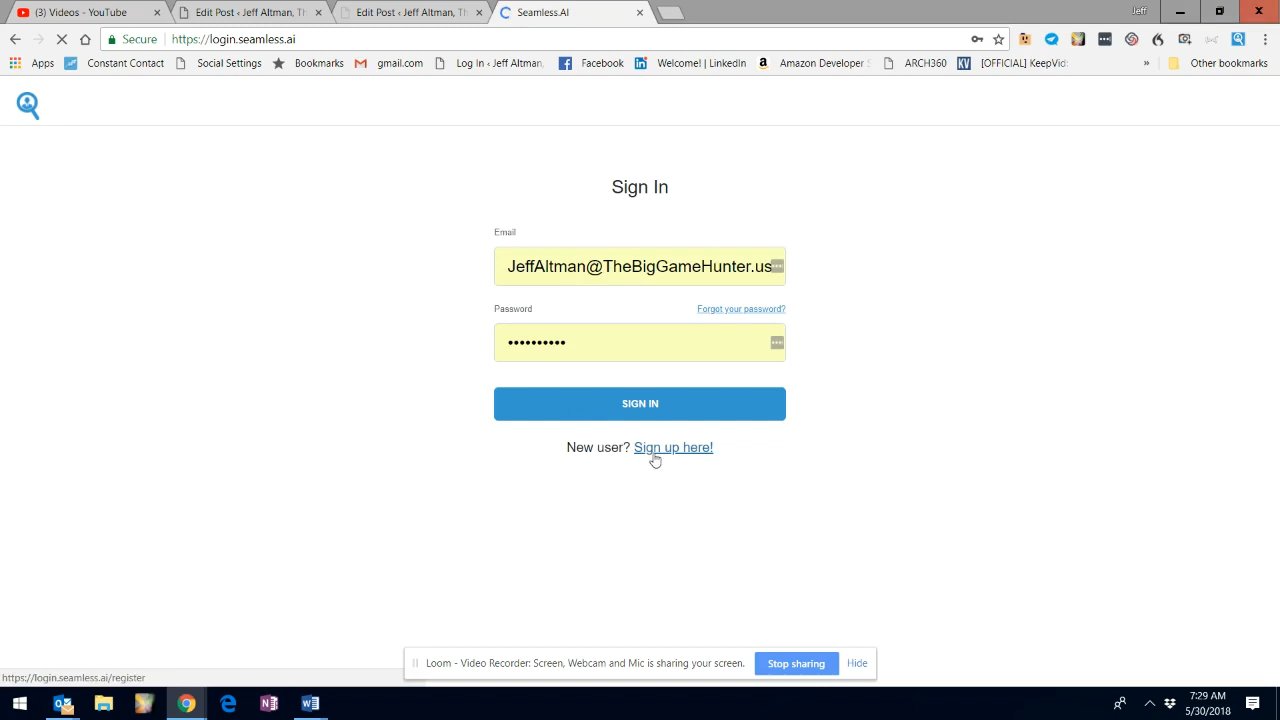 (3) Videos - YouTube
Edit Post ‹ Jeff Altman, Th
Edit Post ‹ Jeff Altman, Th
Seamless.AI
Jeff
Secure
https://login.seamless.ai
Apps
Constant Contact
Social Settings
Bookmarks
gmail.com
Log In ‹ Jeff Altman,
Facebook
Welcome! | LinkedIn
Amazon Developer S
ARCH360
KV
[OFFICIAL] KeepVid:
»
Other bookmarks
Sign In
Email
JeffAltman@TheBigGameHunter.us
Password
Forgot your password?
••••••••••
SIGN IN
New user? Sign up here!
Loom - Video Recorder: Screen, Webcam and Mic is sharing your screen.
Stop sharing
Hide
https://login.seamless.ai/register
7:29 AM
5/30/2018